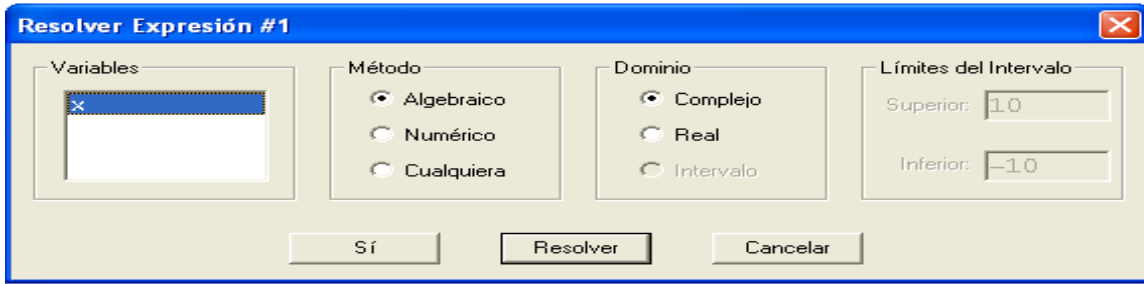 Resolver Expresión #1
Variables
x
Método
Algebraico
Numérico
Cualquiera
Dominio
Complejo
Real
Intervalo
Límites del Intervalo
Superior: 10
Inferior: -10
Sí Resolver Cancelar